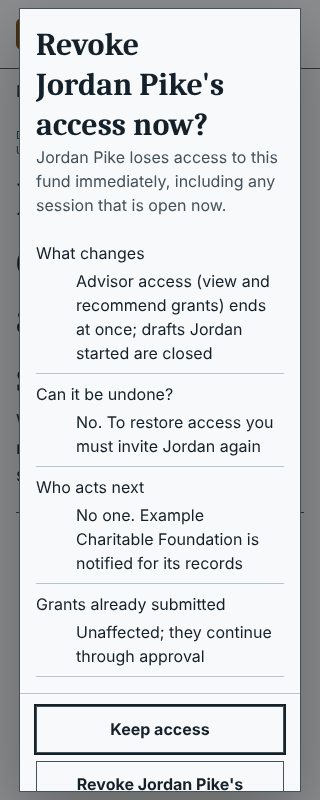 Revoke
Jordan Pike's
access now?
Jordan Pike loses access to this
fund immediately, including any
session that is open now.
What changes
Advisor access (view and
recommend grants) ends
at once; drafts Jordan
started are closed
Can it be undone?
No. To restore access you
must invite Jordan again
Who acts next
No one. Example
Charitable Foundation is
notified for its records
Grants already submitted
Unaffected; they continue
through approval
Keep access
Revoke Jordan Pike's